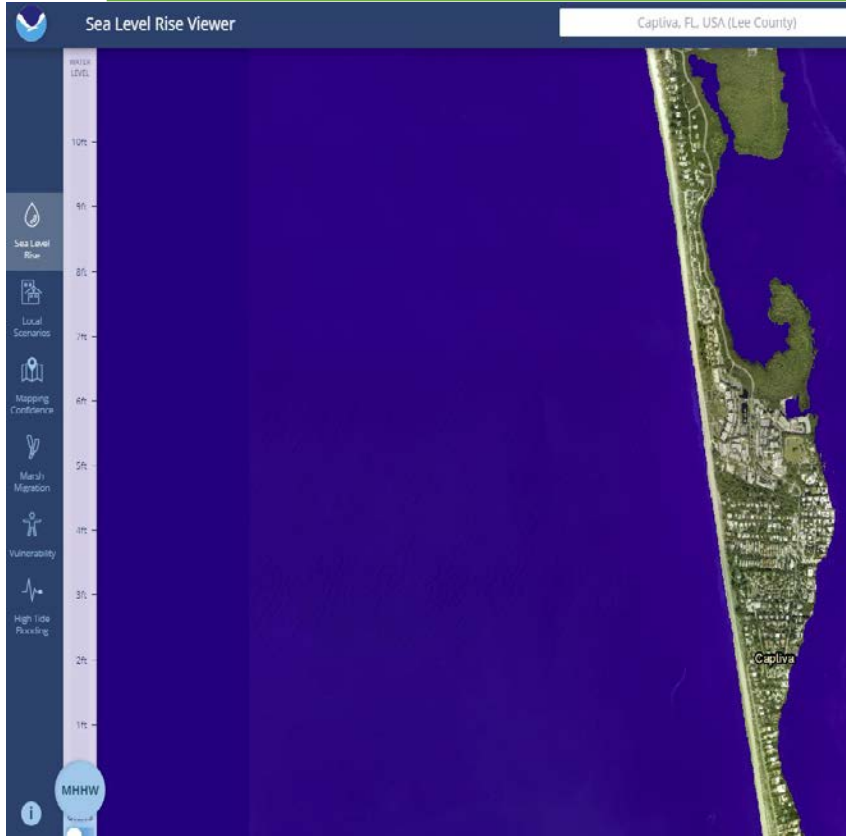 Sea Level Rise Viewer
Captiva, FL, USA (Lee County)
WATER
LEVEL
10ft
9ft
8ft
7ft
6ft
5ft
4ft
3ft
2ft
1ft
MHHW
Sea Level
Rise
Local
Scenarios
Mapping
Confidence
Marsh
Migration
Vulnerability
High Tide
Flooding
i
Captiva